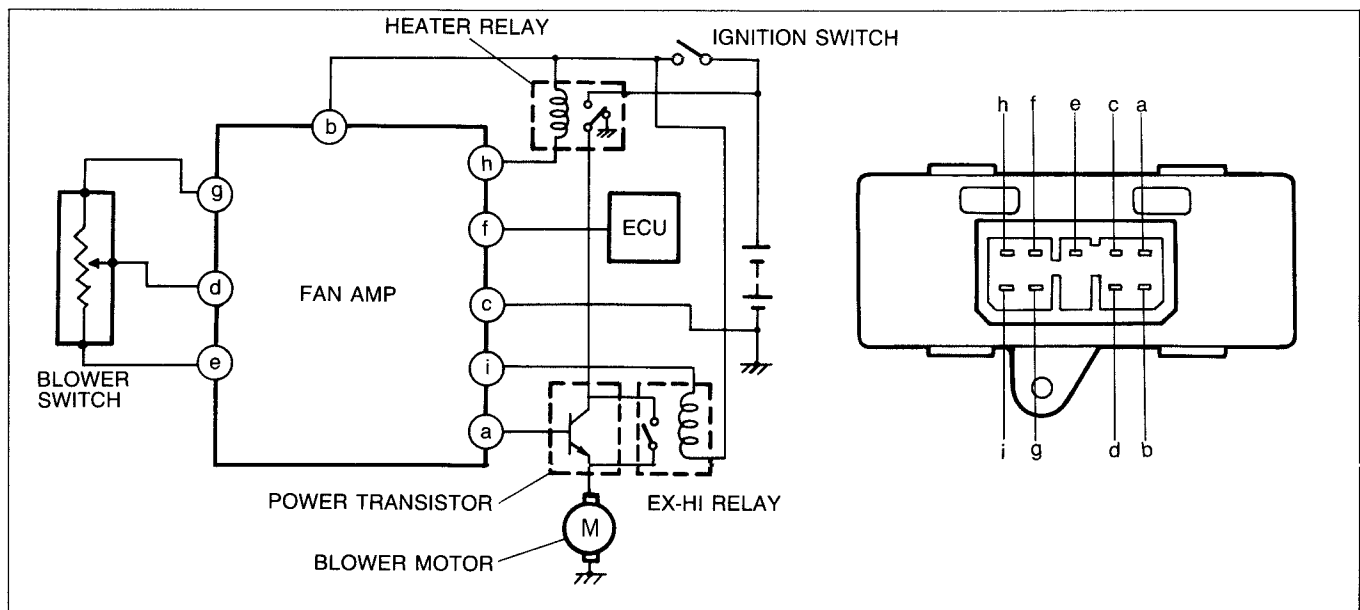 HEATER RELAY
IGNITION SWITCH
b
h
g
f
ECU
d
FAN AMP
c
e
i
BLOWER
SWITCH
a
POWER TRANSISTOR
EX-HI RELAY
M
BLOWER MOTOR
h f e c a
i g d b